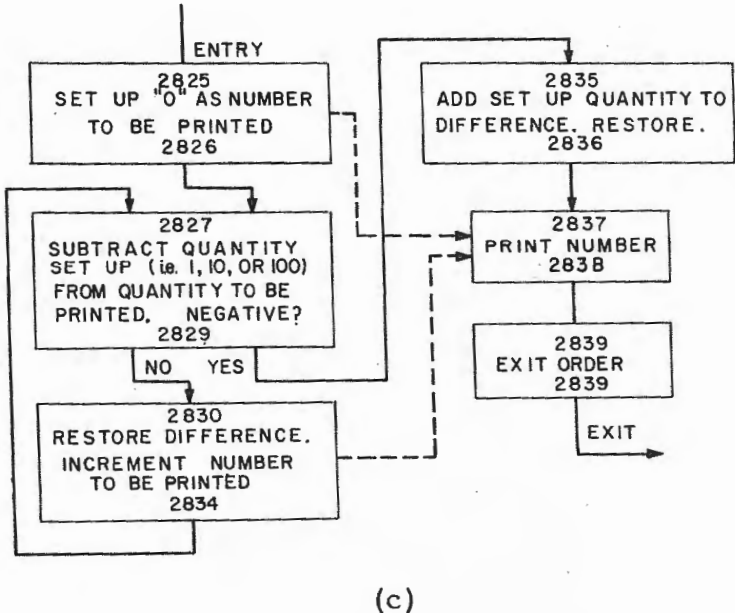 ENTRY
2825
SET UP "O" AS NUMBER
TO BE PRINTED
2826
2827
SUBTRACT QUANTITY
SET UP (i.e. 1, 10, OR 100)
FROM QUANTITY TO BE
PRINTED. NEGATIVE?
2829
NO YES
2830
RESTORE DIFFERENCE.
INCREMENT NUMBER
TO BE PRINTED
2834
2835
ADD SET UP QUANTITY TO
DIFFERENCE. RESTORE.
2836
2837
PRINT NUMBER
2838
2839
EXIT ORDER
2839
EXIT
(c)